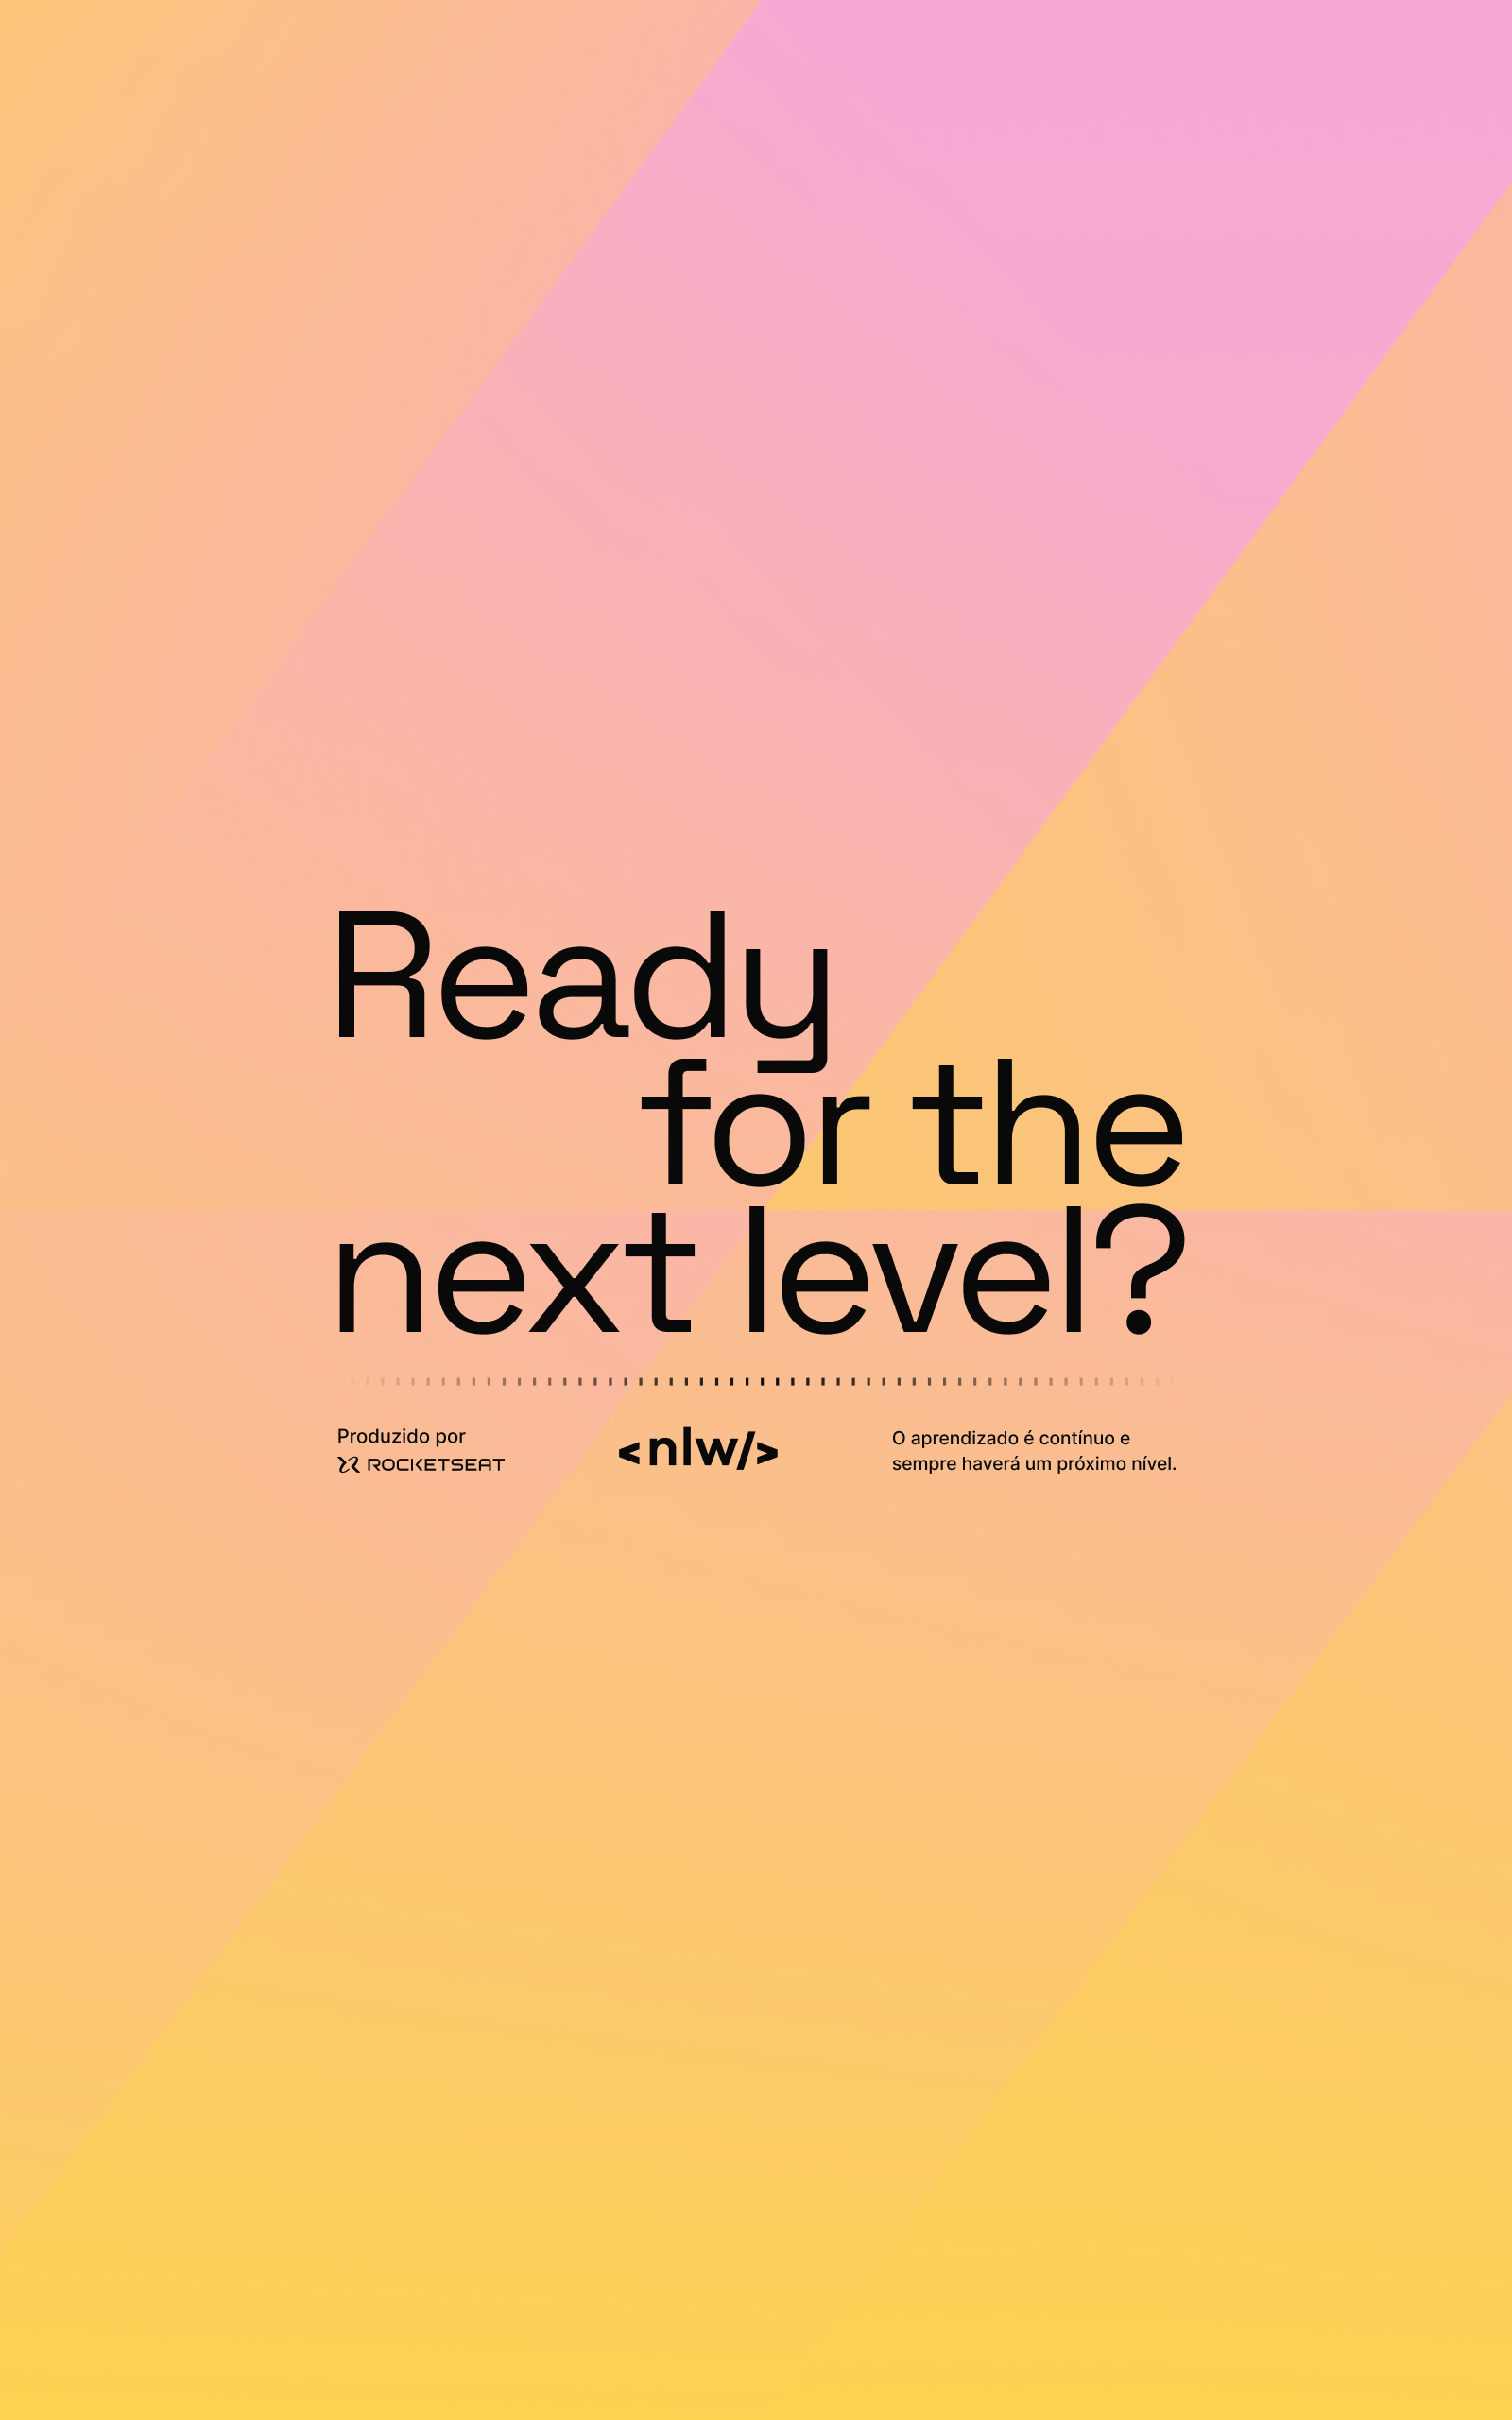 Ready
for the
next level?
Produzido por
ROCKETSEAT
<nlw/>
O aprendizado é contínuo e
sempre haverá um próximo nível.